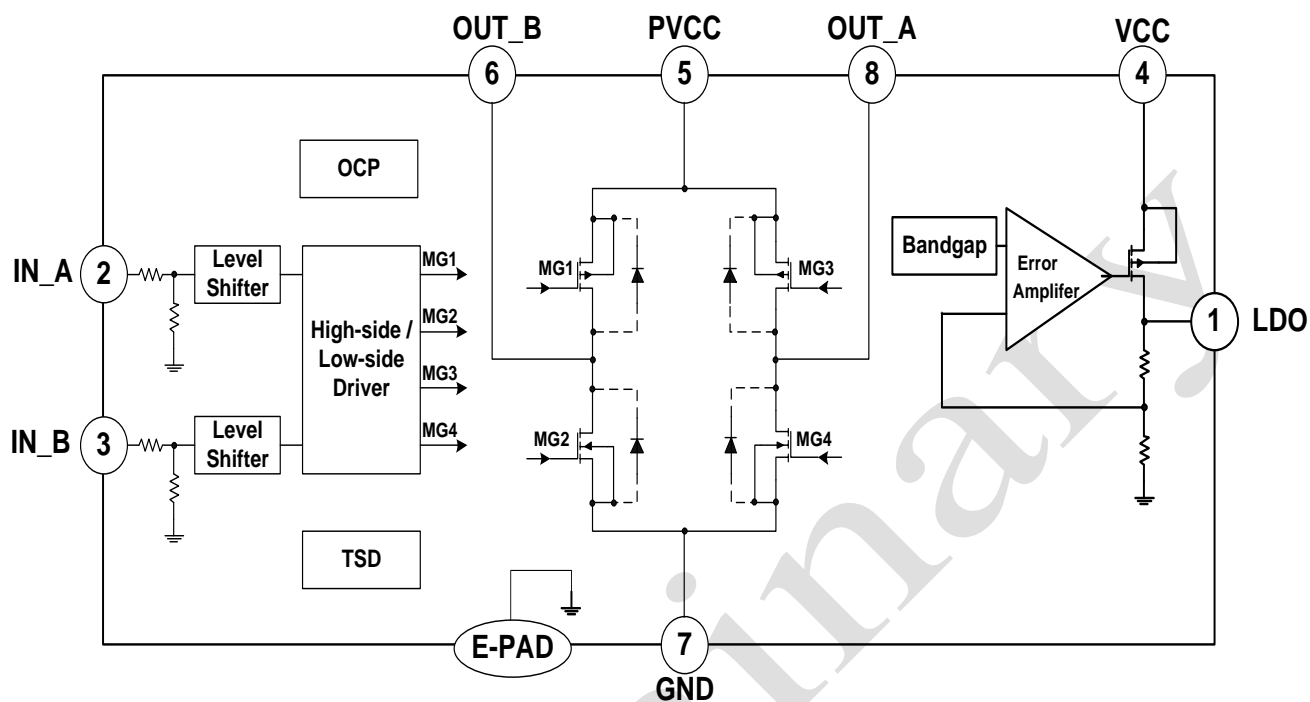 OUT_B
PVCC
OUT_A
VCC
6
5
8
4
OCP
IN_A
2
Level
Shifter
High-side /
Low-side
Driver
MG1
MG2
MG3
MG4
MG1
MG3
Bandgap
Error
Amplifer
1
LDO
IN_B
3
Level
Shifter
MG2
MG4
TSD
E-PAD
7
GND